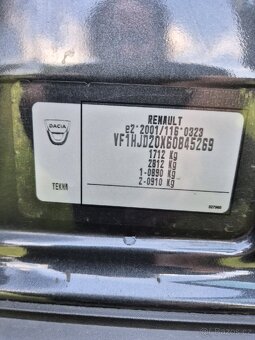 DACIA
RENAULT
e2*2001/116*0323
VF1HJD20X60845269
1712 Kg
2812 Kg
1-0890 Kg
2-0910 Kg
TEKNA